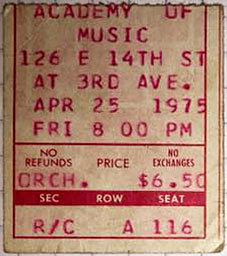 ACADEMY OF
MUSIC
126 E 14TH ST
AT 3RD AVE.
APR 25 1975
FRI 8 00 PM
NO REFUNDS PRICE NO EXCHANGES
ORCH. $6.50
SEC ROW SEAT
R/C A 116